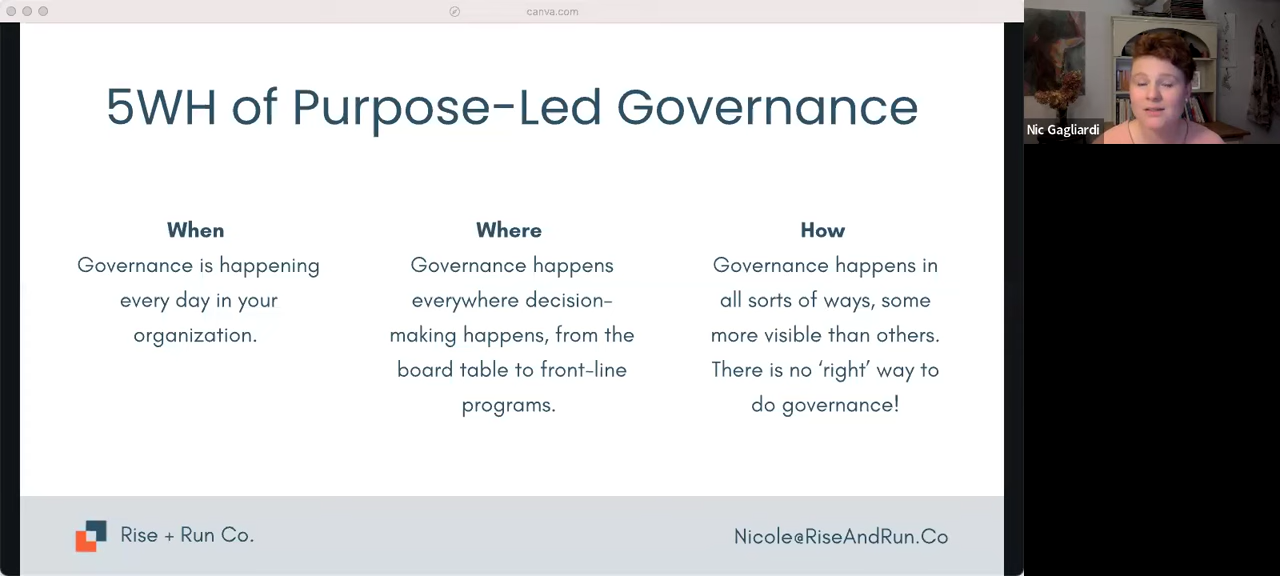 canva.com
5WH of Purpose-Led Governance
When
Governance is happening
every day in your
organization.
Where
Governance happens
everywhere decision-
making happens, from the
board table to front-line
programs.
How
Governance happens in
all sorts of ways, some
more visible than others.
There is no ‘right’ way to
do governance!
Rise + Run Co.
Nicole@RiseAndRun.Co
Nic Gagliardi